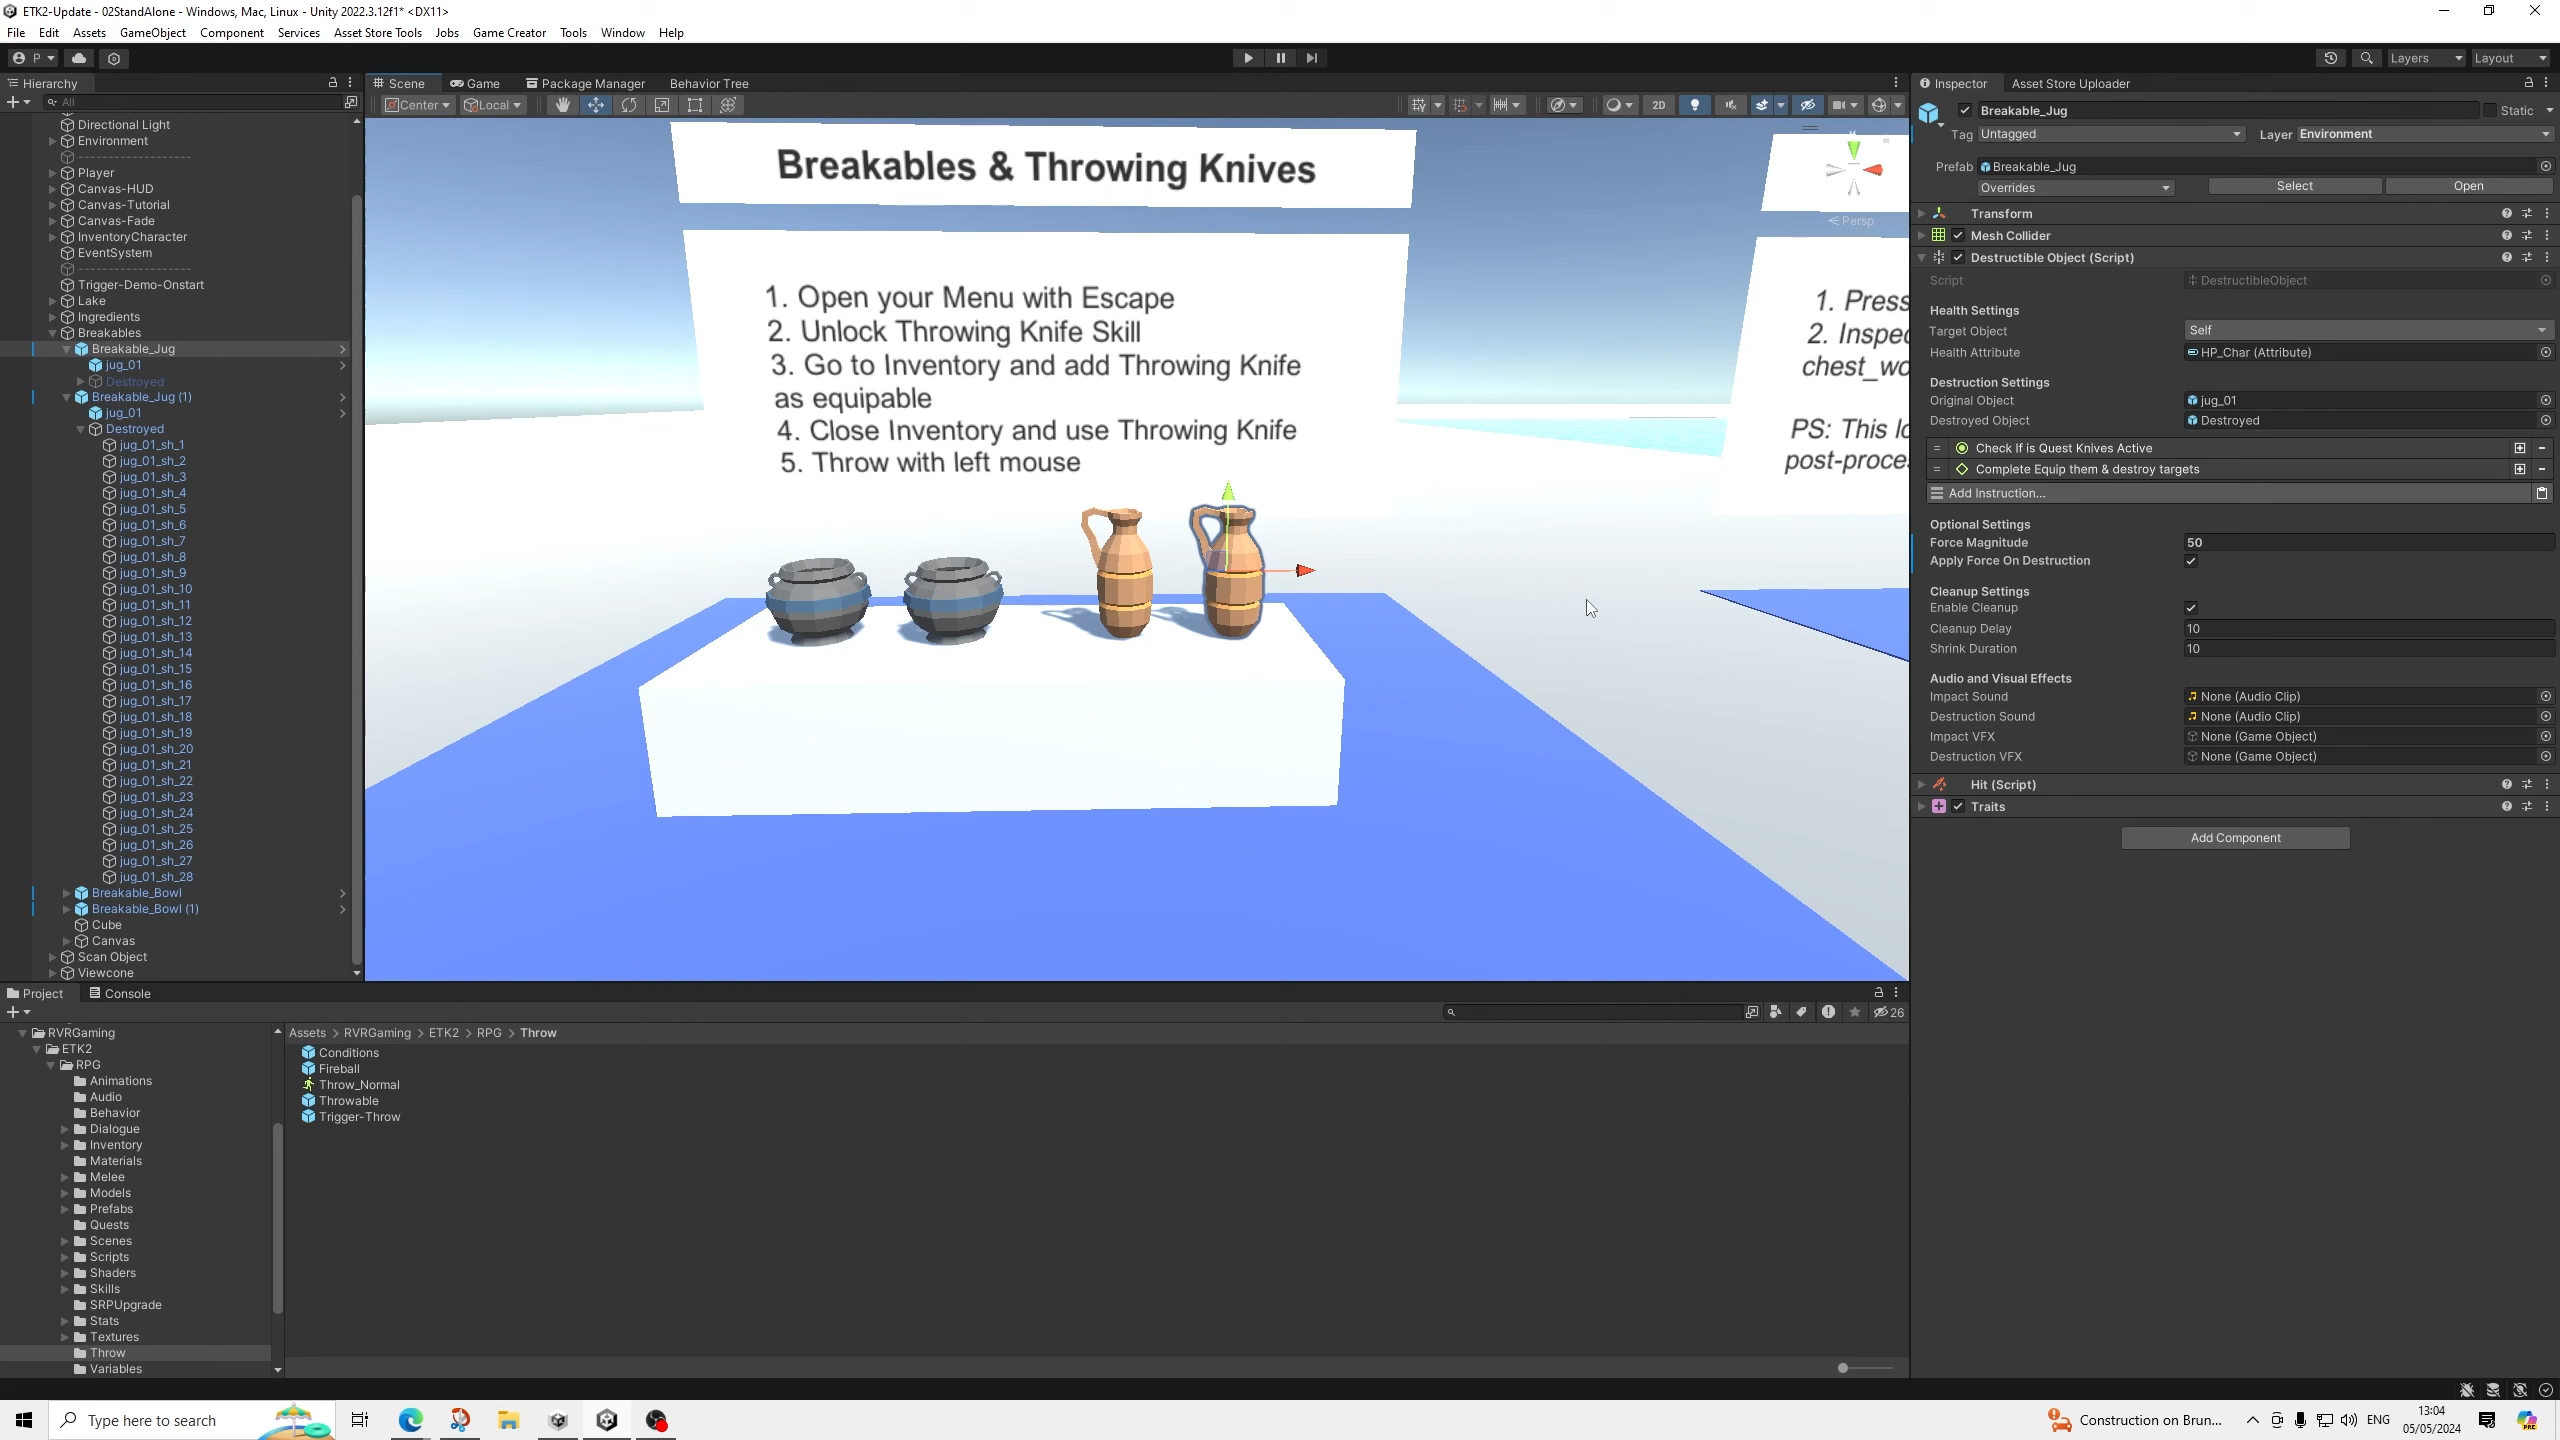 ETK2-Update - 02StandAlone - Windows, Mac, Linux - Unity 2022.3.12f1* <DX11>
File Edit Assets GameObject Component Services Asset Store Tools Jobs Game Creator Tools Window Help
P Layers Layout
Hierarchy
All
Directional Light
Environment
--------------------
Player
Canvas-HUD
Canvas-Tutorial
Canvas-Fade
InventoryCharacter
EventSystem
--------------------
Trigger-Demo-Onstart
Lake
Ingredients
Breakables
Breakable_Jug
jug_01
Destroyed
Breakable_Jug (1)
jug_01
Destroyed
jug_01_sh_1
jug_01_sh_2
jug_01_sh_3
jug_01_sh_4
jug_01_sh_5
jug_01_sh_6
jug_01_sh_7
jug_01_sh_8
jug_01_sh_9
jug_01_sh_10
jug_01_sh_11
jug_01_sh_12
jug_01_sh_13
jug_01_sh_14
jug_01_sh_15
jug_01_sh_16
jug_01_sh_17
jug_01_sh_18
jug_01_sh_19
jug_01_sh_20
jug_01_sh_21
jug_01_sh_22
jug_01_sh_23
jug_01_sh_24
jug_01_sh_25
jug_01_sh_26
jug_01_sh_27
jug_01_sh_28
Breakable_Bowl
Breakable_Bowl (1)
Cube
Canvas
Scan Object
Viewcone
Scene Game Package Manager Behavior Tree
Center Local 2D
Persp
Breakables & Throwing Knives
1. Open your Menu with Escape
2. Unlock Throwing Knife Skill
3. Go to Inventory and add Throwing Knife
as equipable
4. Close Inventory and use Throwing Knife
5. Throw with left mouse
1. Press
2. Inspec
chest_wo
PS: This lo
post-proce
Inspector Asset Store Uploader
Breakable_Jug Static
Tag Untagged Layer Environment
Prefab Breakable_Jug
Overrides Select Open
Transform
Mesh Collider
Destructible Object (Script)
Script DestructibleObject
Health Settings
Target Object Self
Health Attribute HP_Char (Attribute)
Destruction Settings
Original Object jug_01
Destroyed Object Destroyed
Check If is Quest Knives Active
Complete Equip them & destroy targets
Add Instruction...
Optional Settings
Force Magnitude 50
Apply Force On Destruction
Cleanup Settings
Enable Cleanup
Cleanup Delay 10
Shrink Duration 10
Audio and Visual Effects
Impact Sound None (Audio Clip)
Destruction Sound None (Audio Clip)
Impact VFX None (Game Object)
Destruction VFX None (Game Object)
Hit (Script)
Traits
Add Component
Project Console
26
RVRGaming
ETK2
RPG
Animations
Audio
Behavior
Dialogue
Inventory
Materials
Melee
Models
Prefabs
Quests
Scenes
Scripts
Shaders
Skills
SRPUpgrade
Stats
Textures
Throw
Variables
Assets > RVRGaming > ETK2 > RPG > Throw
Conditions
Fireball
Throw_Normal
Throwable
Trigger-Throw
Type here to search
Construction on Brun... ENG 13:04
05/05/2024